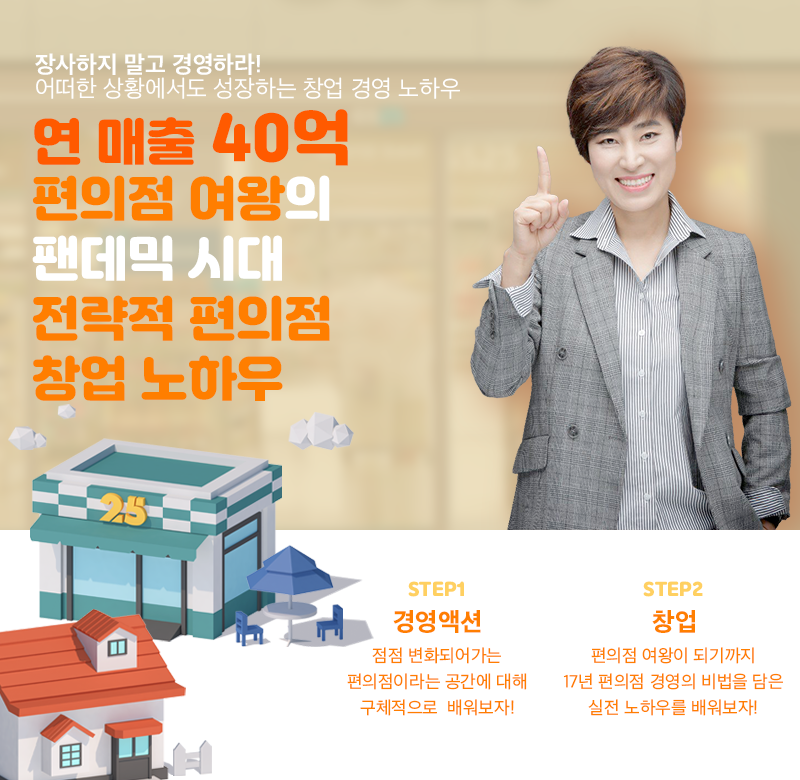 장사하지 말고 경영하라!
어떠한 상황에서도 성장하는 창업 경영 노하우
연 매출 40억
편의점 여왕의
팬데믹 시대
전략적 편의점
창업 노하우
25
STEP1
경영액션
점점 변화되어가는
편의점이라는 공간에 대해
구체적으로 배워보자!
STEP2
창업
편의점 여왕이 되기까지
17년 편의점 경영의 비법을 담은
실전 노하우를 배워보자!